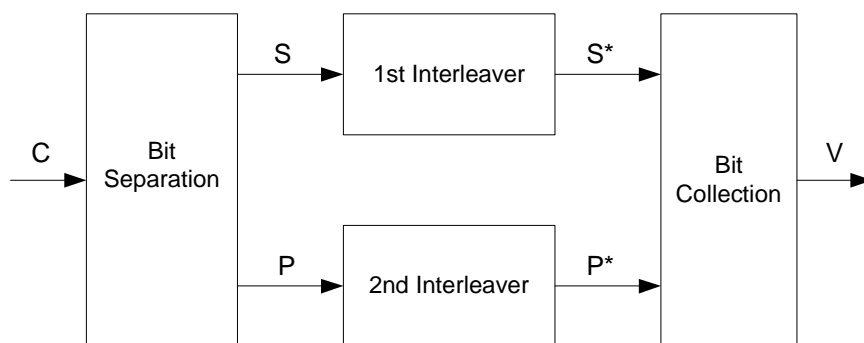 S
1st Interleaver
S*
C
Bit
Separation
Bit
Collection
V
P
2nd Interleaver
P*